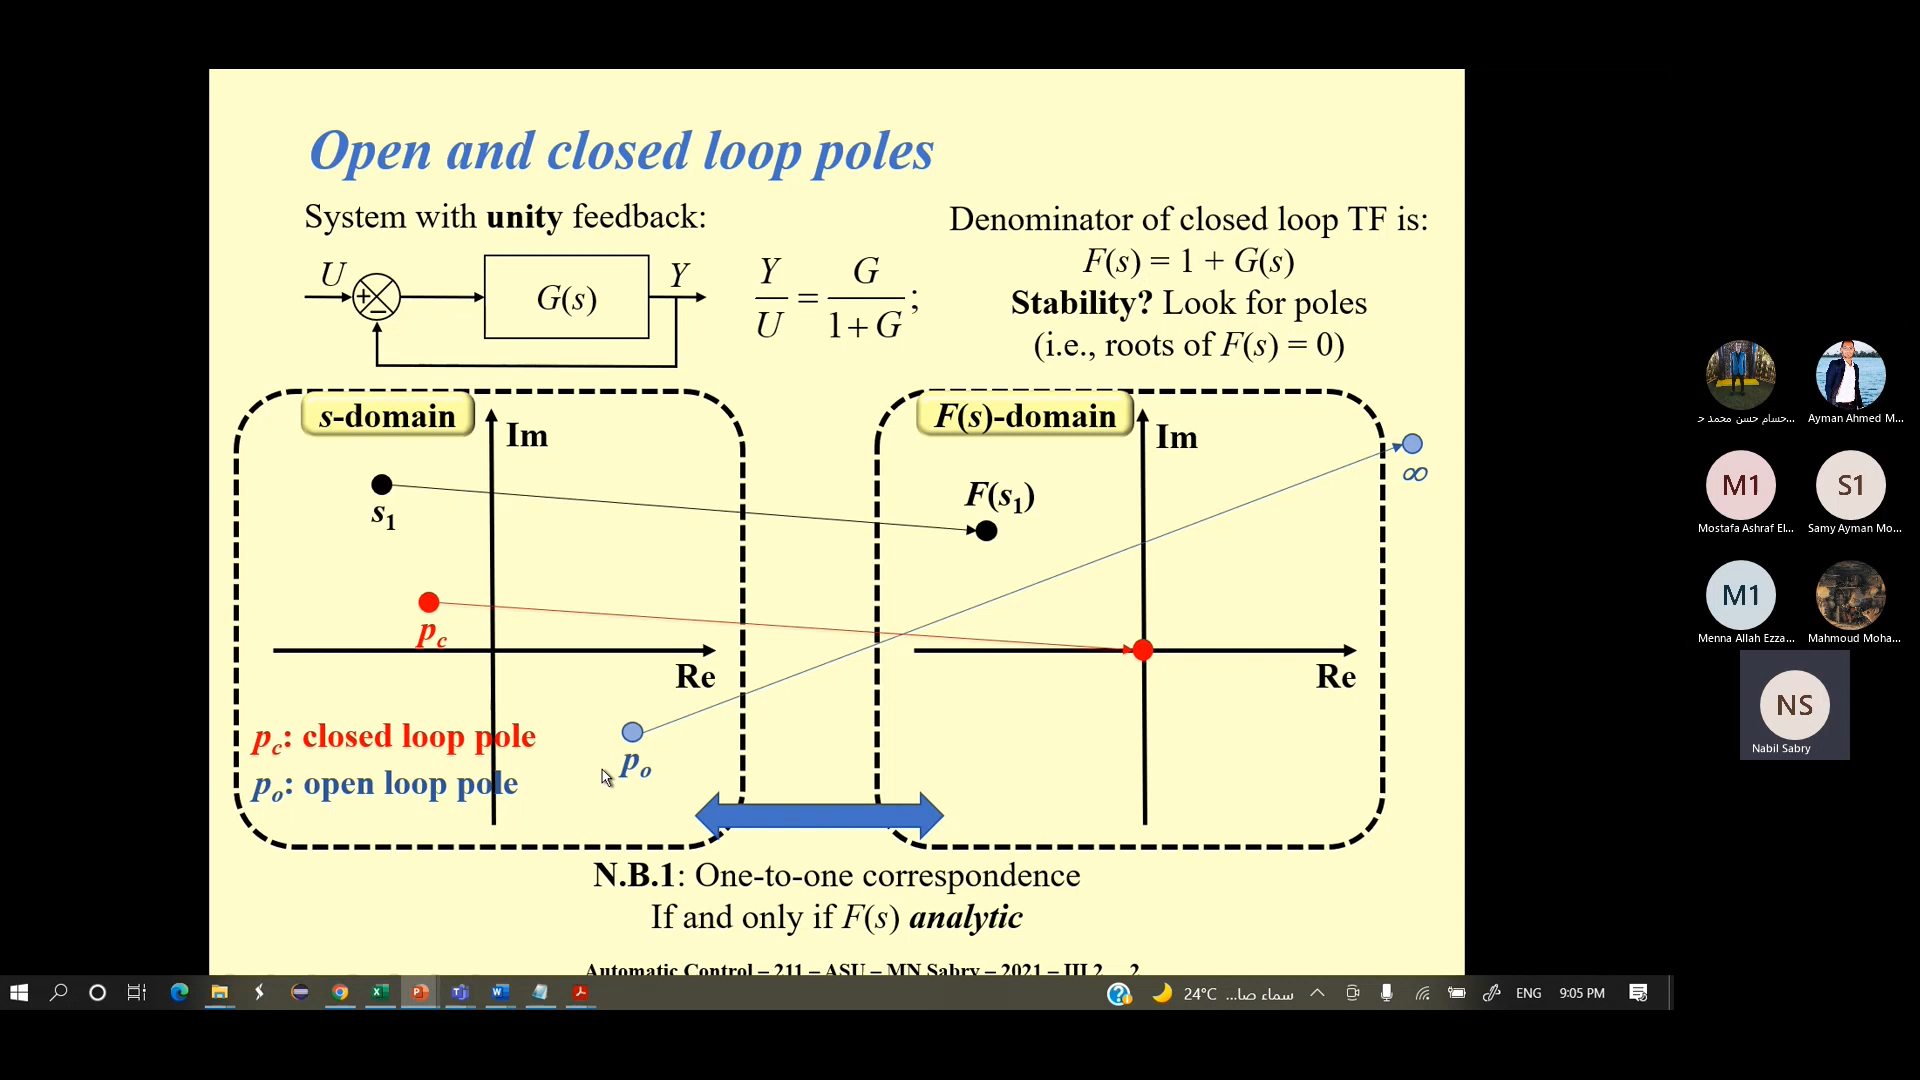 Open and closed loop poles
System with unity feedback:
U
+
−
G(s)
Y
Y/U = G/(1+G);
Denominator of closed loop TF is:
F(s) = 1 + G(s)
Stability? Look for poles
(i.e., roots of F(s) = 0)
s-domain
Im
s1
pc
Re
pc: closed loop pole
po: open loop pole
po
F(s)-domain
Im
∞
F(s1)
Re
N.B.1: One-to-one correspondence
If and only if F(s) analytic
Automatic Control – 211 – ASU – MN Sabry – 2021 – III.2 2
حسام حسن محمد ح...
Ayman Ahmed M...
M1
Mostafa Ashraf El...
S1
Samy Ayman Mo...
M1
Menna Allah Ezza...
Mahmoud Moha...
NS
Nabil Sabry
24°C
سماء صا...
ENG
9:05 PM